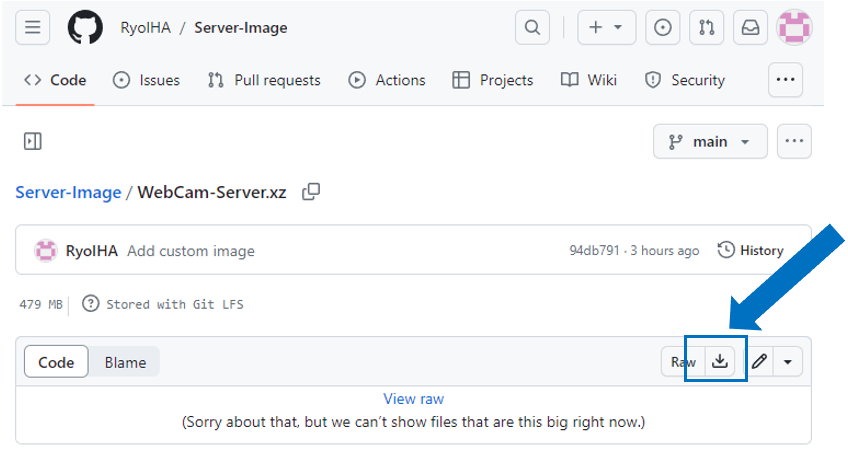 RyoIHA / Server-Image
Code Issues Pull requests Actions Projects Wiki Security
main
Server-Image / WebCam-Server.xz
RyoIHA Add custom image 94db791 · 3 hours ago History
479 MB Stored with Git LFS
Code Blame Raw
View raw
(Sorry about that, but we can’t show files that are this big right now.)